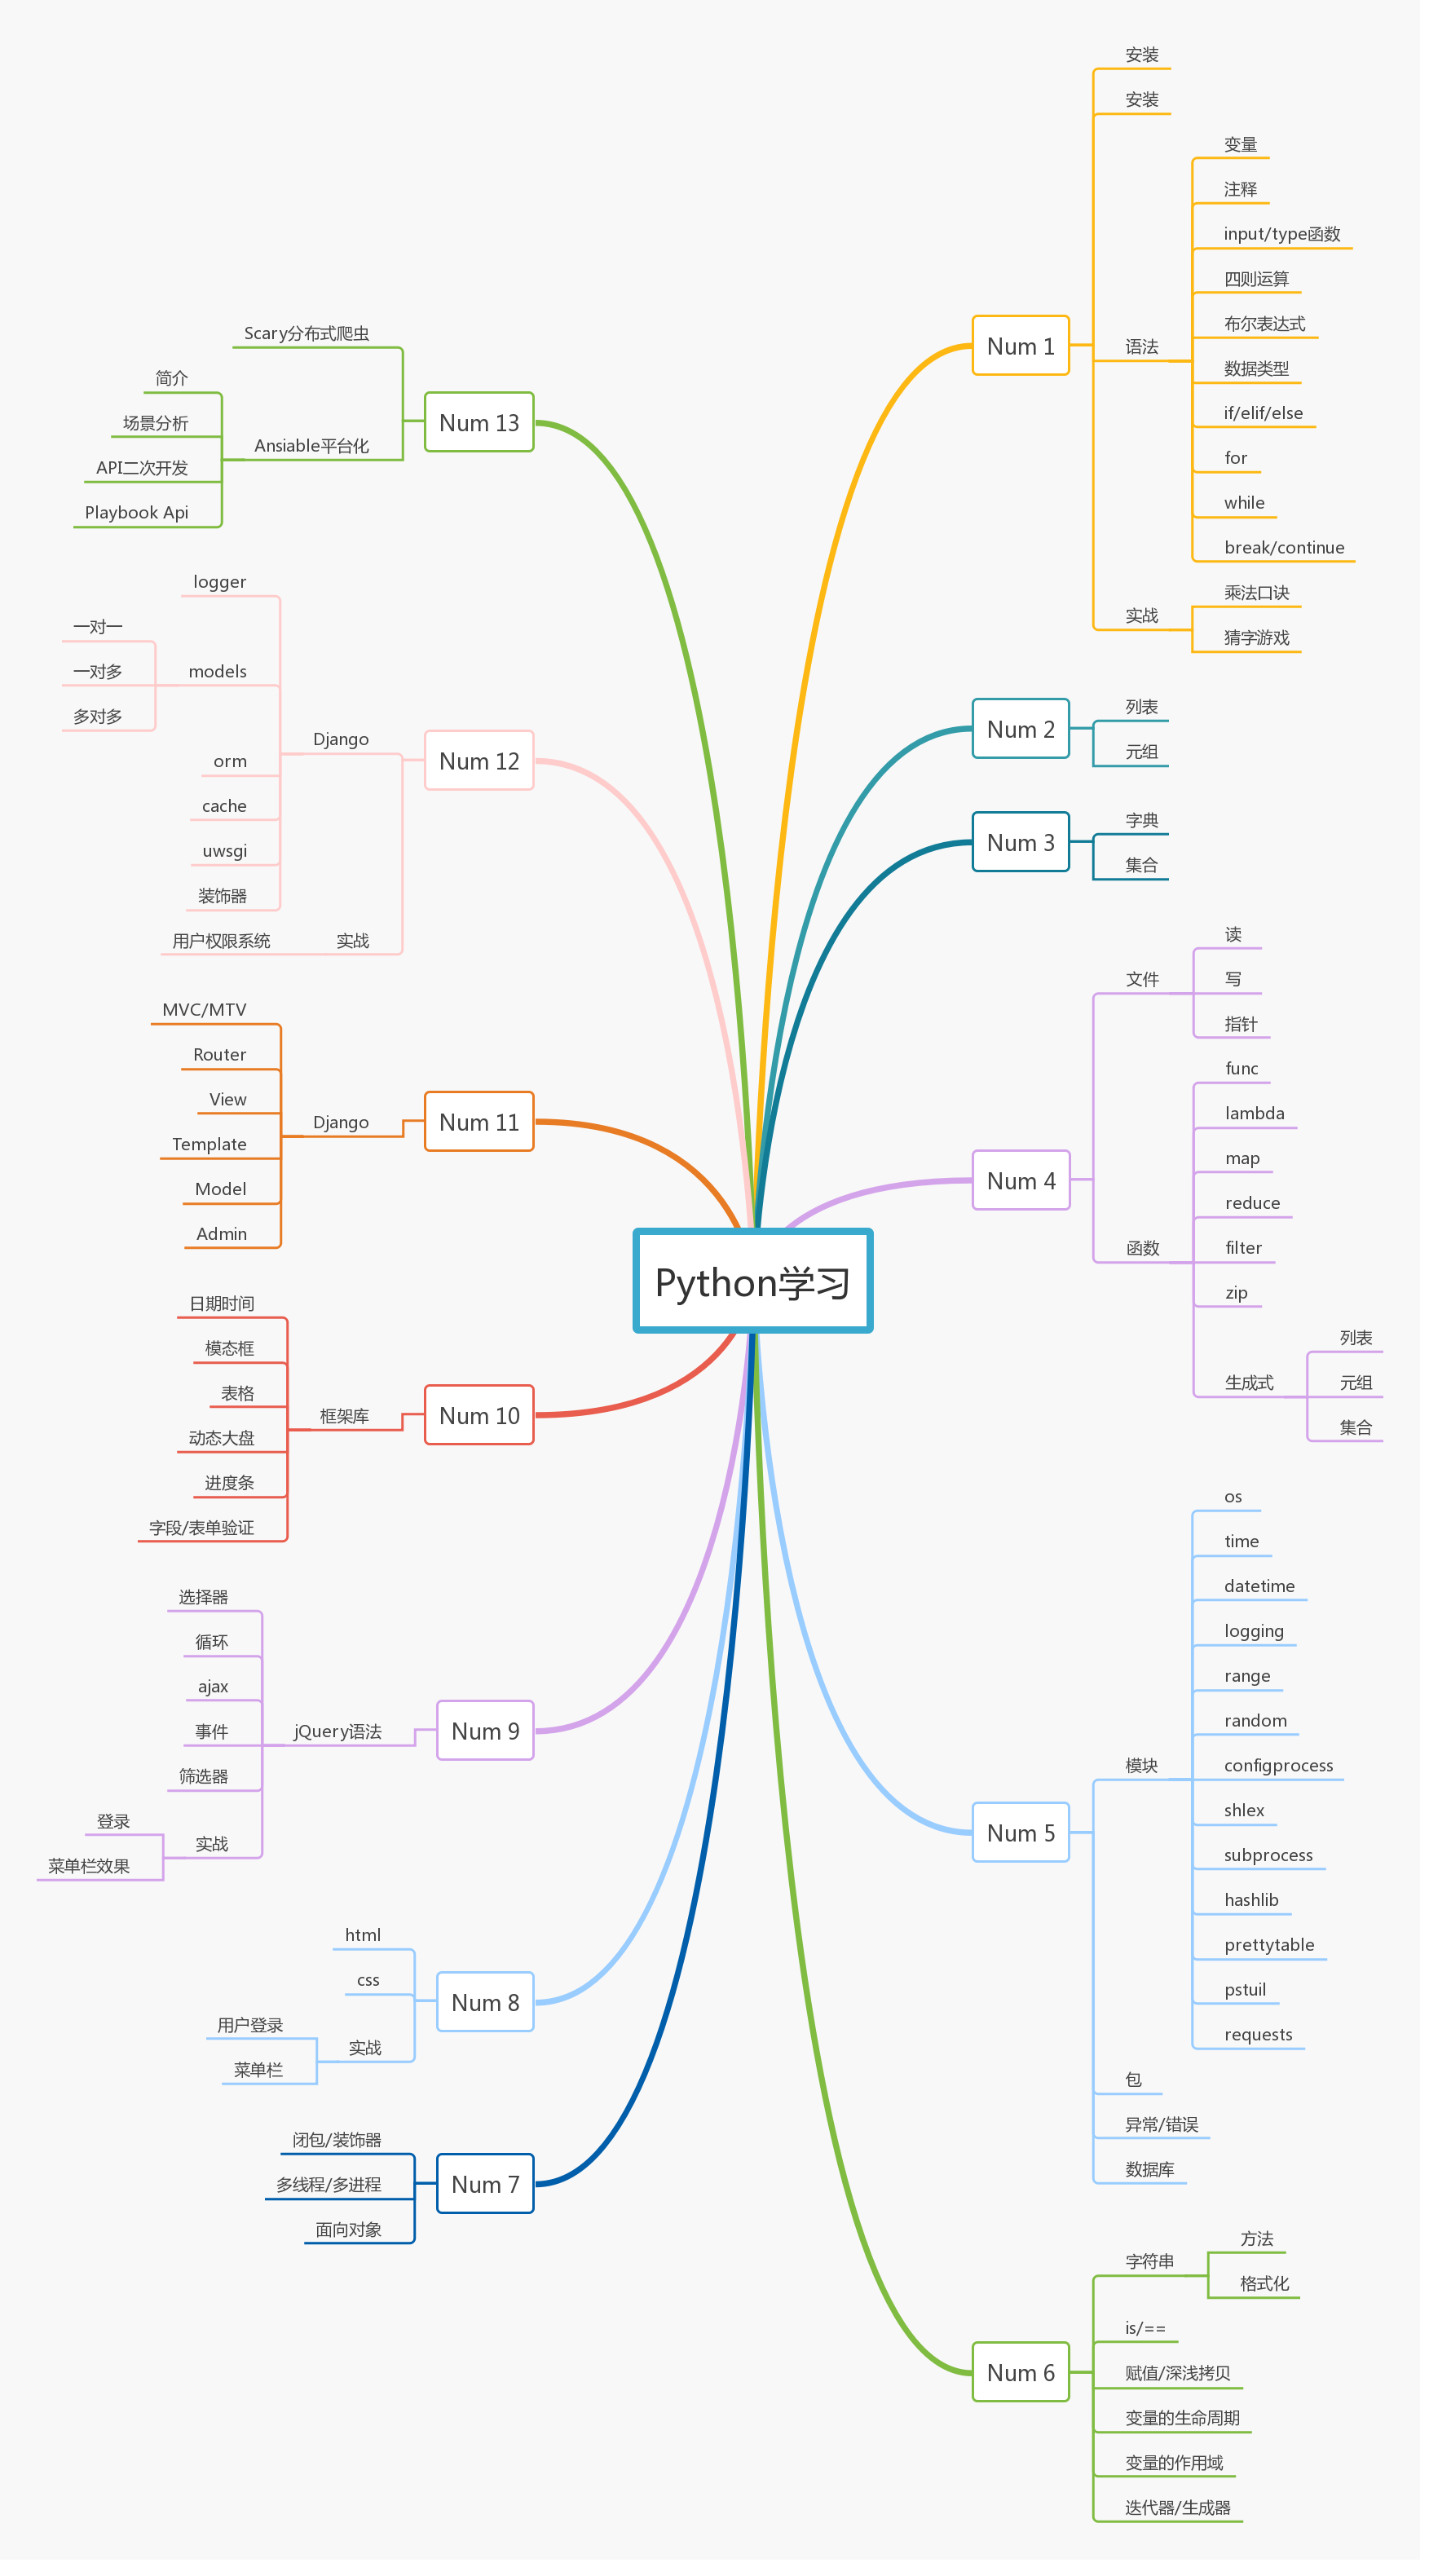 Python学习
Num 1
安装
安装
语法
变量
注释
input/type函数
四则运算
布尔表达式
数据类型
if/elif/else
for
while
break/continue
实战
乘法口诀
猜字游戏
Num 2
列表
元组
Num 3
字典
集合
Num 4
文件
读
写
指针
函数
func
lambda
map
reduce
filter
zip
生成式
列表
元组
集合
Num 5
模块
os
time
datetime
logging
range
random
configprocess
shlex
subprocess
hashlib
prettytable
pstuil
requests
包
异常/错误
数据库
Num 6
字符串
方法
格式化
is/==
赋值/深浅拷贝
变量的生命周期
变量的作用域
迭代器/生成器
Num 7
闭包/装饰器
多线程/多进程
面向对象
Num 8
html
css
实战
用户登录
菜单栏
Num 9
jQuery语法
选择器
循环
ajax
事件
筛选器
实战
登录
菜单栏效果
Num 10
框架库
日期时间
模态框
表格
动态大盘
进度条
字段/表单验证
Num 11
Django
MVC/MTV
Router
View
Template
Model
Admin
Num 12
Django
logger
models
一对一
一对多
多对多
orm
cache
uwsgi
装饰器
实战
用户权限系统
Num 13
Scary分布式爬虫
Ansiable平台化
简介
场景分析
API二次开发
Playbook Api